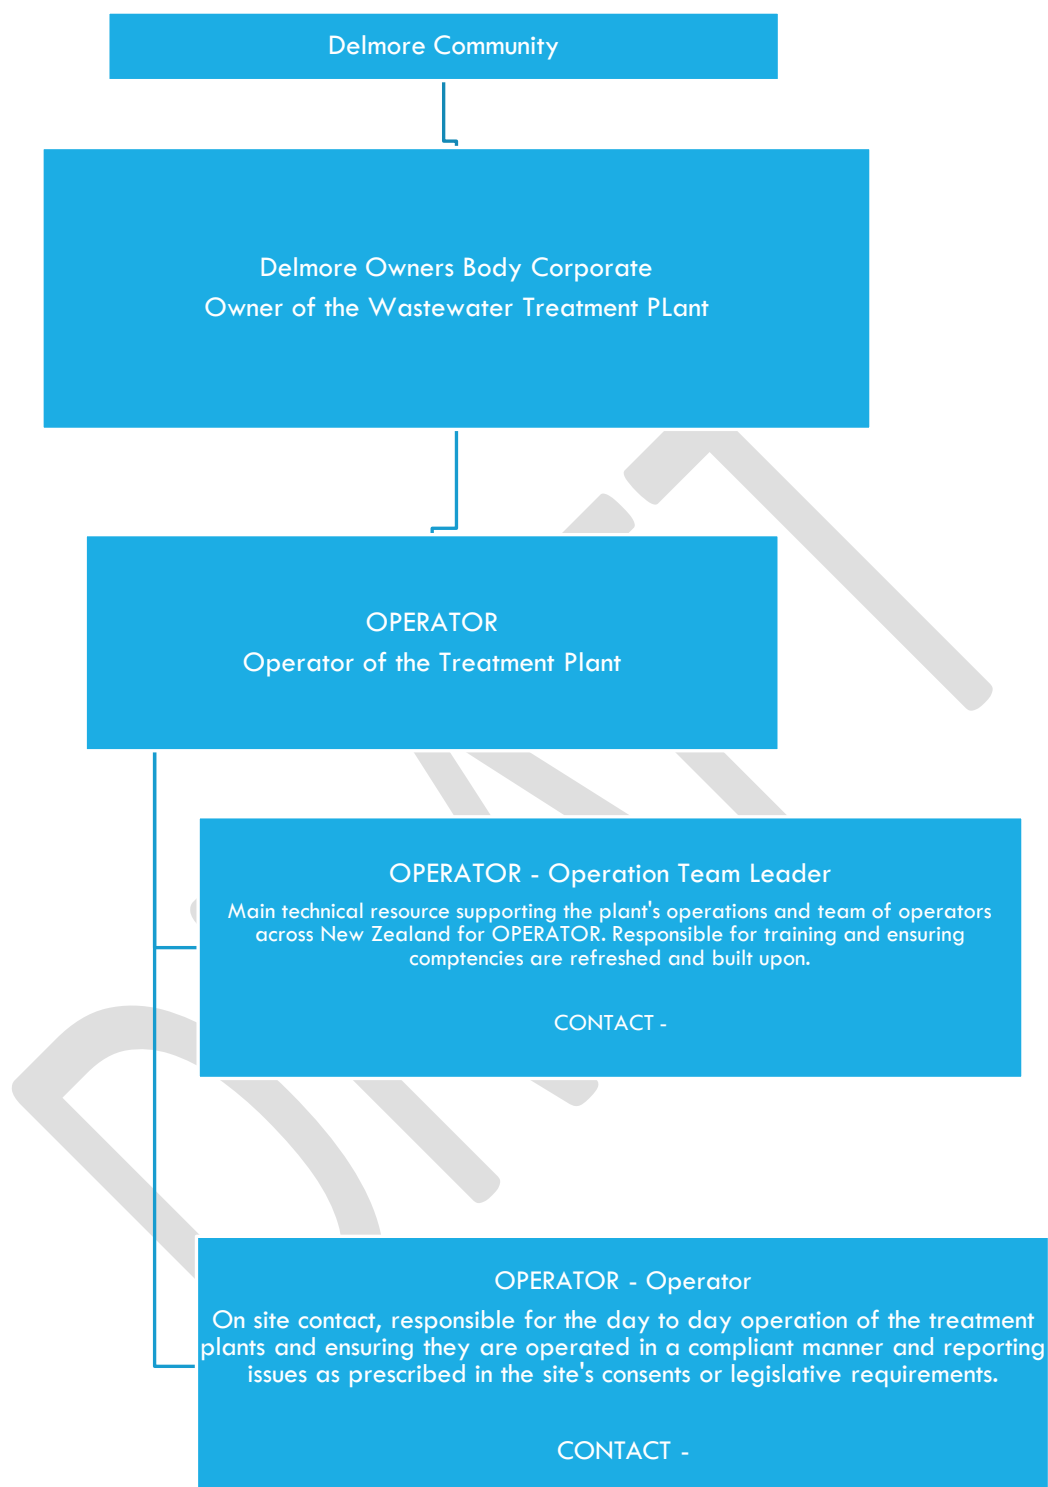 Delmore Community
Delmore Owners Body Corporate
Owner of the Wastewater Treatment PLant
OPERATOR
Operator of the Treatment Plant
OPERATOR - Operation Team Leader
Main technical resource supporting the plant's operations and team of operators
across New Zealand for OPERATOR. Responsible for training and ensuring
comptencies are refreshed and built upon.
CONTACT -
OPERATOR - Operator
On site contact, responsible for the day to day operation of the treatment
plants and ensuring they are operated in a compliant manner and reporting
issues as prescribed in the site's consents or legislative requirements.
CONTACT -
DRAFT